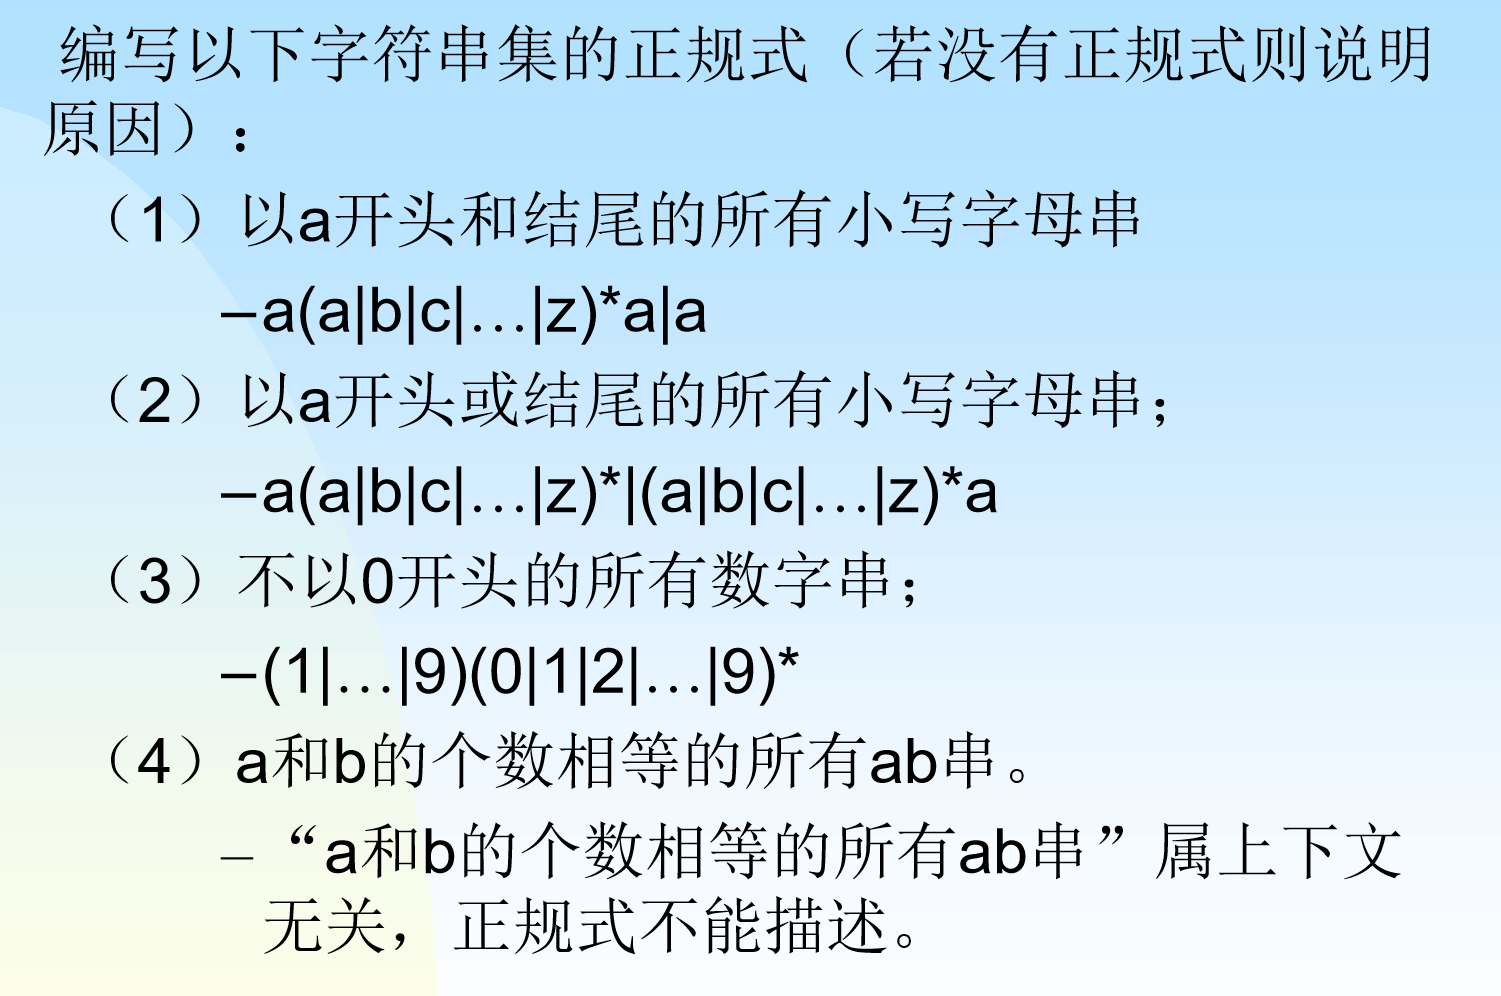 编写以下字符串集的正规式（若没有正规式则说明
原因）：
（1）以a开头和结尾的所有小写字母串
–a(a|b|c|…|z)*a|a
（2）以a开头或结尾的所有小写字母串；
–a(a|b|c|…|z)*|(a|b|c|…|z)*a
（3）不以0开头的所有数字串；
–(1|…|9)(0|1|2|…|9)*
（4）a和b的个数相等的所有ab串。
–“a和b的个数相等的所有ab串”属上下文
无关，正规式不能描述。